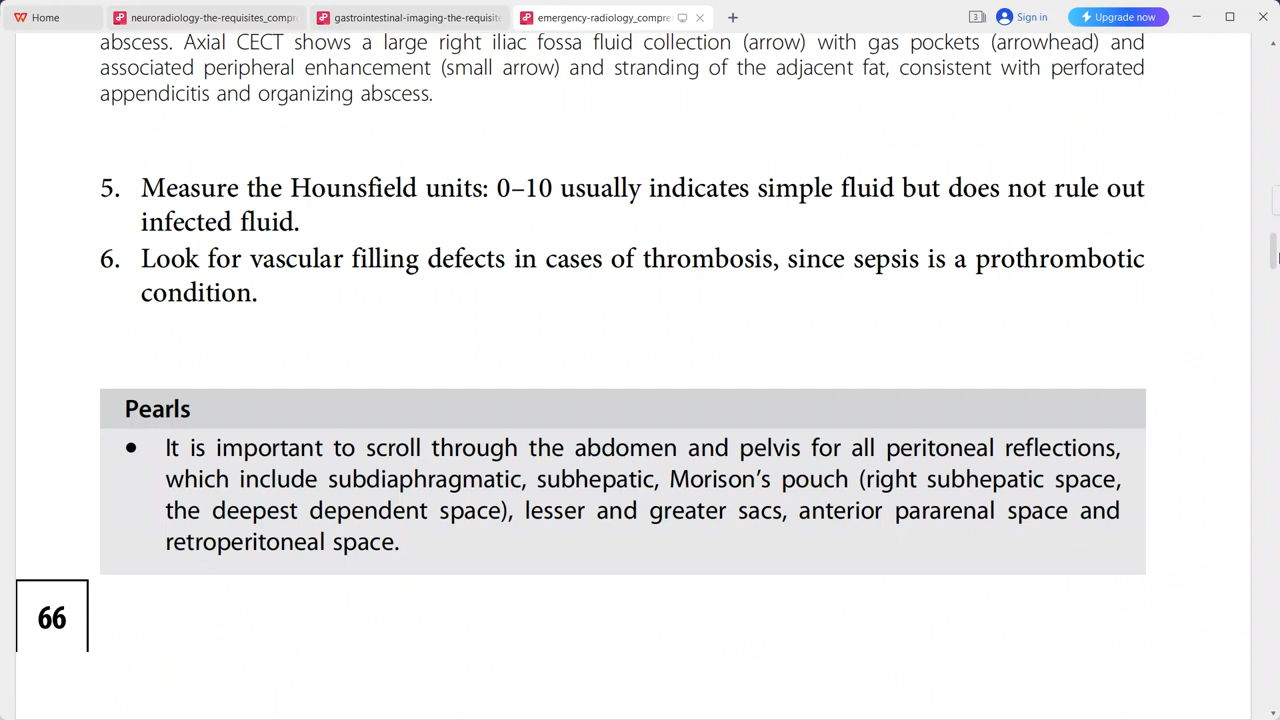 Home
neuroradiology-the-requisites_compre
gastrointestinal-imaging-the-requisite
emergency-radiology_compres
3
Sign in
Upgrade now
abscess. Axial CECT shows a large right iliac fossa fluid collection (arrow) with gas pockets (arrowhead) and
associated peripheral enhancement (small arrow) and stranding of the adjacent fat, consistent with perforated
appendicitis and organizing abscess.
5. Measure the Hounsfield units: 0–10 usually indicates simple fluid but does not rule out
infected fluid.
6. Look for vascular filling defects in cases of thrombosis, since sepsis is a prothrombotic
condition.
Pearls
• It is important to scroll through the abdomen and pelvis for all peritoneal reflections,
which include subdiaphragmatic, subhepatic, Morison's pouch (right subhepatic space,
the deepest dependent space), lesser and greater sacs, anterior pararenal space and
retroperitoneal space.
66